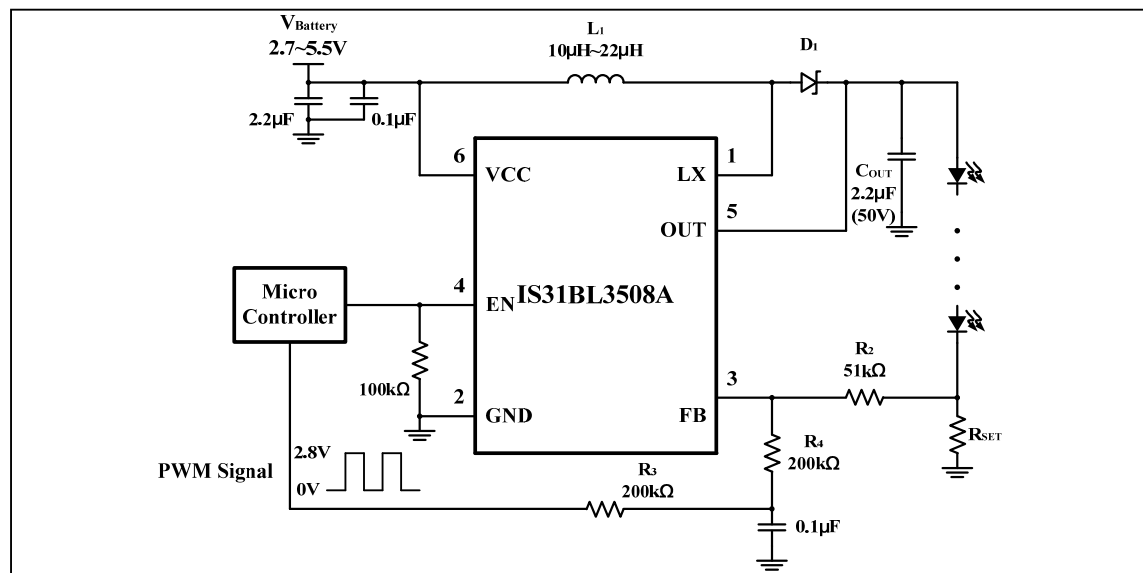 VBattery
2.7~5.5V
2.2µF
0.1µF
L1
10µH~22µH
D1
6
VCC
1
LX
5
OUT
COUT
2.2µF
(50V)
Micro
Controller
4
EN
IS31BL3508A
100kΩ
2
GND
3
FB
R2
51kΩ
RSET
R4
200kΩ
PWM Signal
2.8V
0V
R3
200kΩ
0.1µF